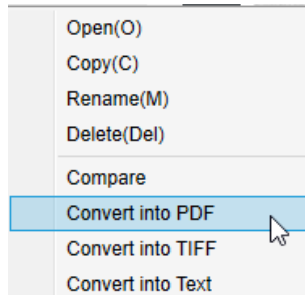 Open(O)
Copy(C)
Rename(M)
Delete(Del)
Compare
Convert into PDF
Convert into TIFF
Convert into Text